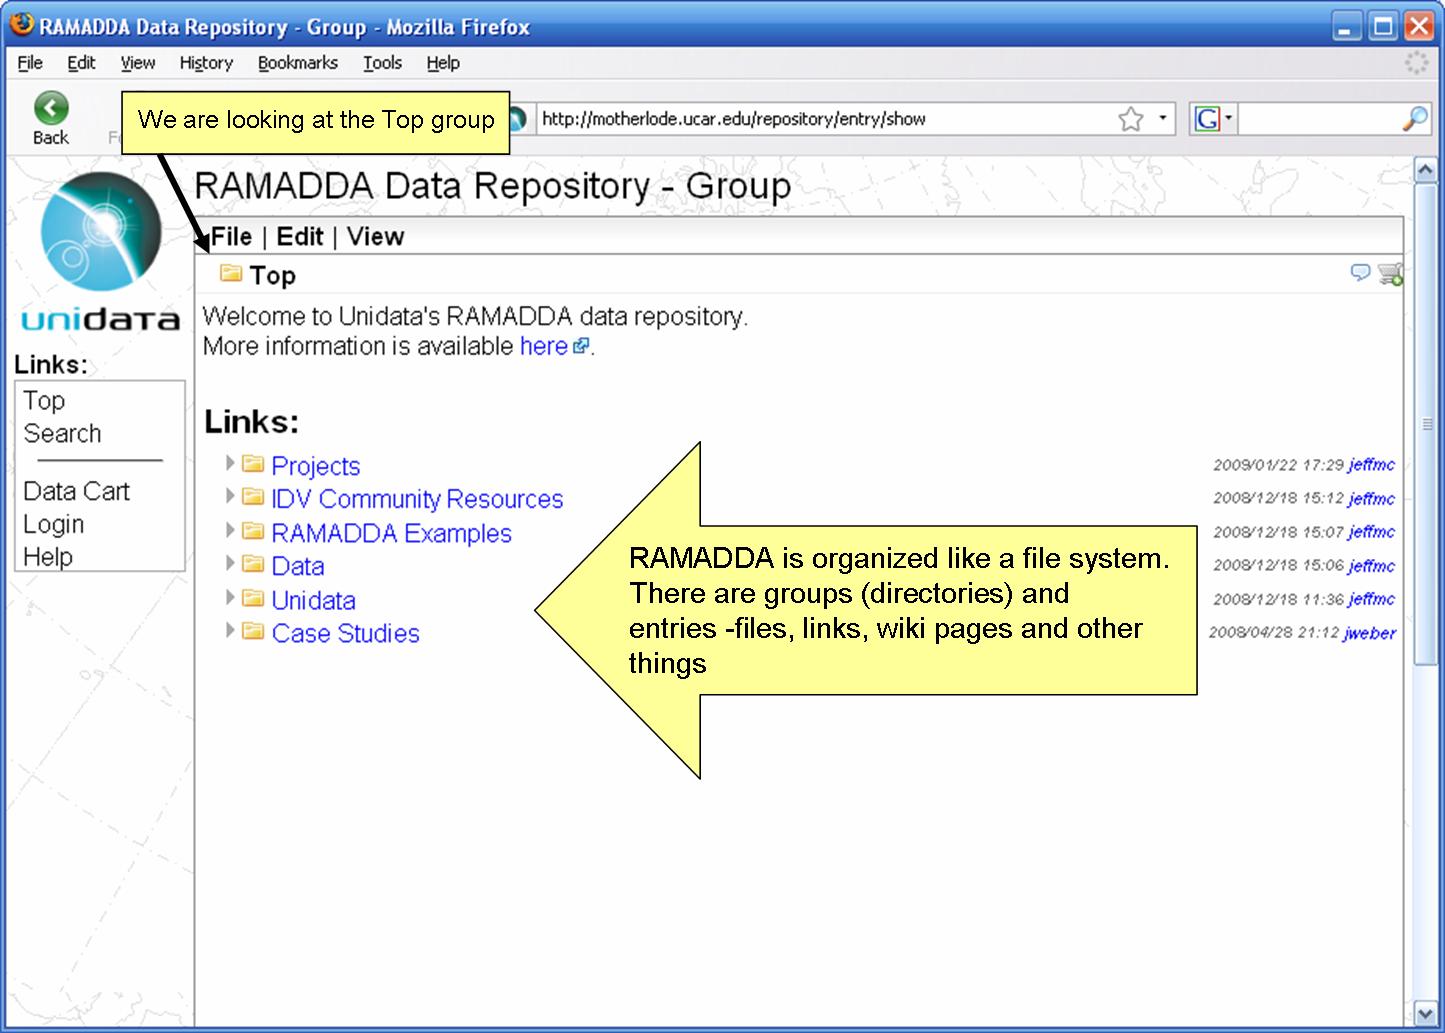 RAMADDA Data Repository - Group - Mozilla Firefox
File Edit View History Bookmarks Tools Help
We are looking at the Top group
Back
http://motherlode.ucar.edu/repository/entry/show
G
RAMADDA Data Repository - Group
File | Edit | View
Top
unidata
Welcome to Unidata's RAMADDA data repository.
More information is available here.
Links:
Top
Search
Data Cart
Login
Help
Links:
Projects 2009/01/22 17:29 jeffmc
IDV Community Resources 2008/12/18 15:12 jeffmc
RAMADDA Examples 2008/12/18 15:07 jeffmc
Data 2008/12/18 15:06 jeffmc
Unidata 2008/12/18 11:36 jeffmc
Case Studies 2008/04/28 21:12 jweber
RAMADDA is organized like a file system.
There are groups (directories) and
entries -files, links, wiki pages and other
things